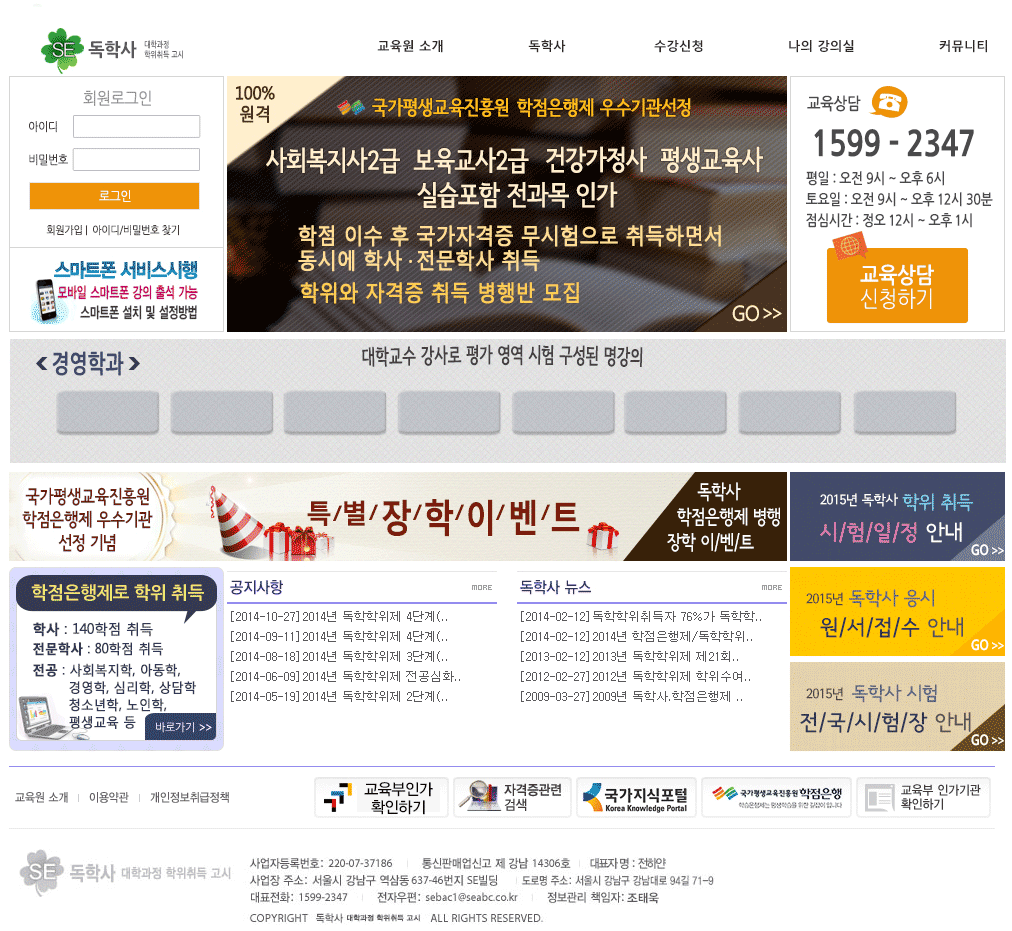 SE 독학사 대학과정 학위취득 고시
교육원 소개 독학사 수강신청 나의 강의실 커뮤니티
회원로그인
아이디
비밀번호
로그인
회원가입 | 아이디/비밀번호 찾기
스마트폰 서비스시행
모바일 스마트폰 강의 출석 가능
스마트폰 설치 및 설정방법
100%
원격
국가평생교육진흥원 학점은행제 우수기관선정
사회복지사2급 보육교사2급 건강가정사 평생교육사
실습포함 전과목 인가
학점 이수 후 국가자격증 무시험으로 취득하면서
동시에 학사·전문학사 취득
학위와 자격증 취득 병행반 모집
GO >>
교육상담
1599 - 2347
평일 : 오전 9시 ~ 오후 6시
토요일 : 오전 9시 ~ 오후 12시 30분
점심시간 : 정오 12시 ~ 오후 1시
교육상담
신청하기
경영학과
대학교수 강사로 평가 영역 시험 구성된 명강의
국가평생교육진흥원
학점은행제 우수기관
선정 기념
특/별/장/학/이/벤/트
독학사
학점은행제 병행
장학 이/벤/트
2015년 독학사 학위 취득
시/험/일/정 안내
GO >>
학점은행제로 학위 취득
학사 : 140학점 취득
전문학사 : 80학점 취득
전공 : 사회복지학, 아동학,
경영학, 심리학, 상담학
청소년학, 노인학,
평생교육 등
바로가기 >>
공지사항 MORE
[2014-10-27] 2014년 독학학위제 4단계(..
[2014-09-11] 2014년 독학학위제 4단계(..
[2014-08-18] 2014년 독학학위제 3단계(..
[2014-06-09] 2014년 독학학위제 전공심화..
[2014-05-19] 2014년 독학학위제 2단계(..
독학사 뉴스 MORE
[2014-02-12] 독학학위취득자 76%가 독학학..
[2014-02-12] 2014년 학점은행제/독학학위..
[2013-02-12] 2013년 독학학위제 제21회..
[2012-02-27] 2012년 독학학위제 학위수여..
[2009-03-27] 2009년 독학사.학점은행제 ..
2015년 독학사 응시
원/서/접/수 안내
GO >>
2015년 독학사 시험
전/국/시/험/장 안내
GO >>
교육원 소개 | 이용약관 | 개인정보취급정책
교육부인가
확인하기
자격증관련
검색
국가지식포털
Korea Knowledge Portal
국가평생교육진흥원 학점은행
학습은행제는 평생학습을 위한 길잡이 입니다
교육부 인가기관
확인하기
SE 독학사 대학과정 학위취득 고시
사업자등록번호: 220-07-37186 | 통신판매업신고 제 강남 14306호 | 대표자명 : 전하얀
사업장 주소: 서울시 강남구 역삼동 637-46번지 SE빌딩 | 도로명 주소: 서울시 강남구 강남대로 94길 71-9
대표전화: 1599-2347 | 전자우편: sebac1@seabc.co.kr | 정보관리 책임자: 조태욱
COPYRIGHT 독학사 대학과정 학위취득 고시 ALL RIGHTS RESERVED.